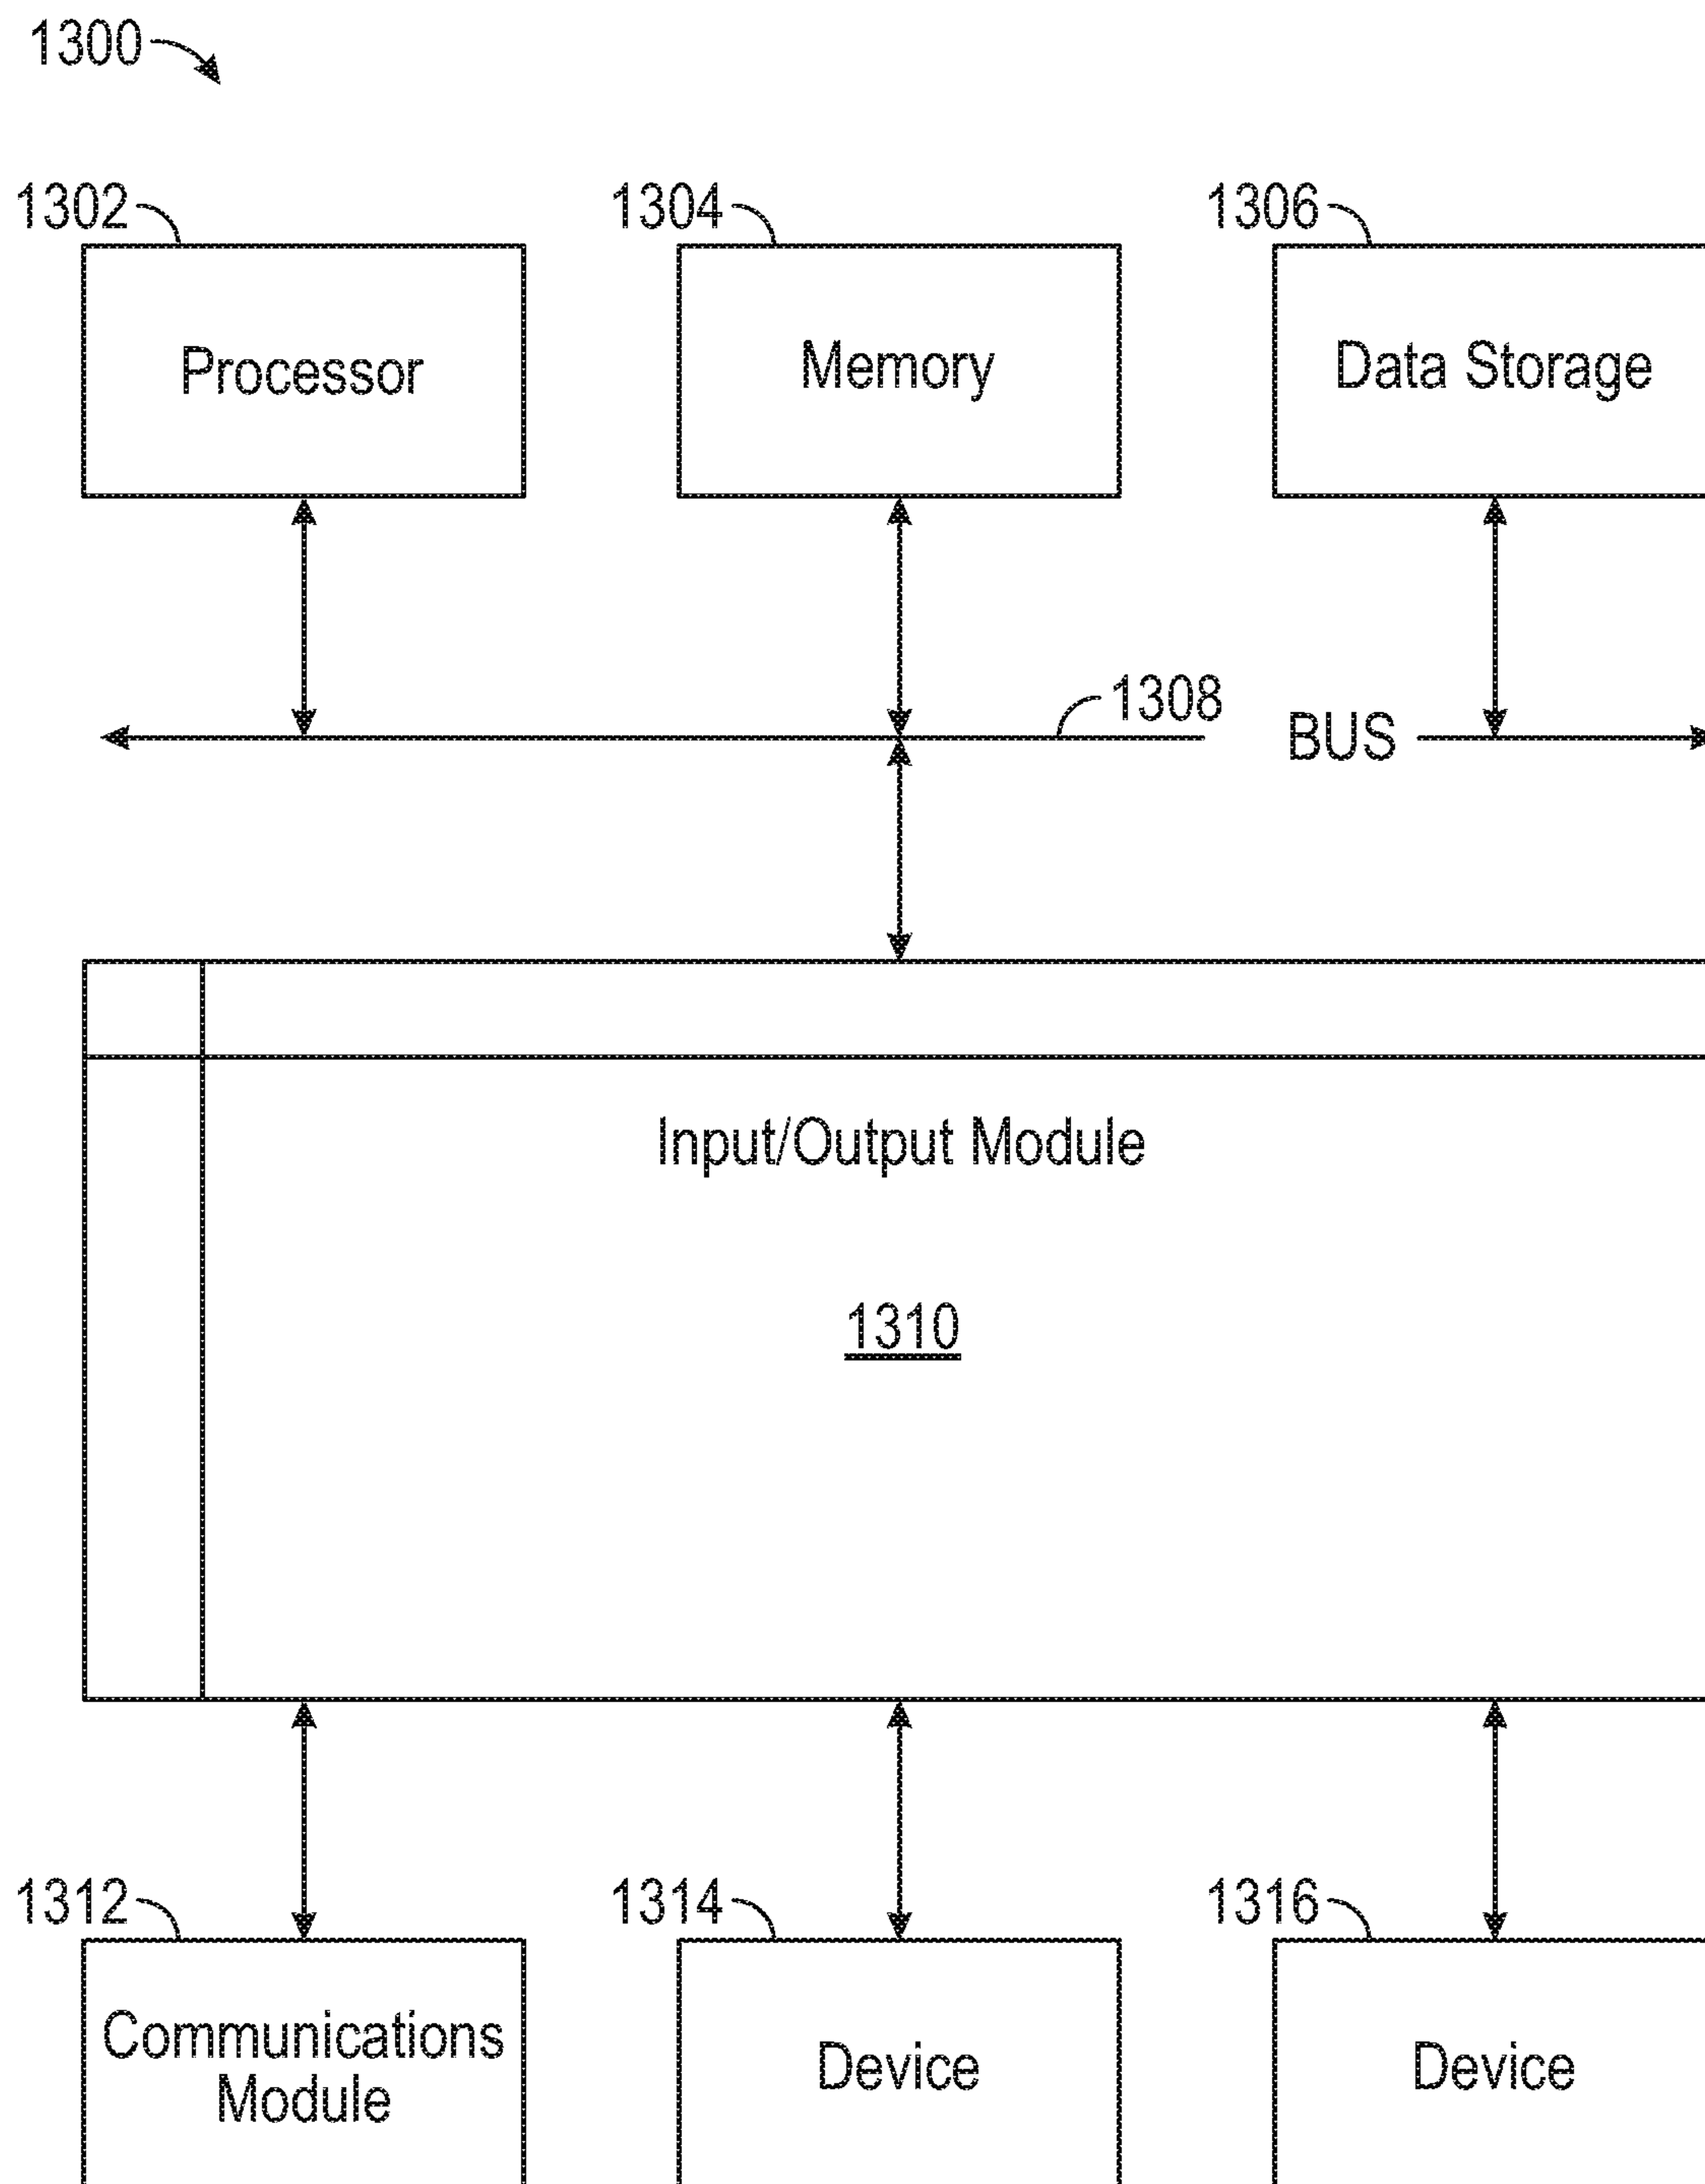 1300
1302
1304
1306
Processor
Memory
Data Storage
1308
BUS
Input/Output Module
1310
1312
1314
1316
Communications
Module
Device
Device